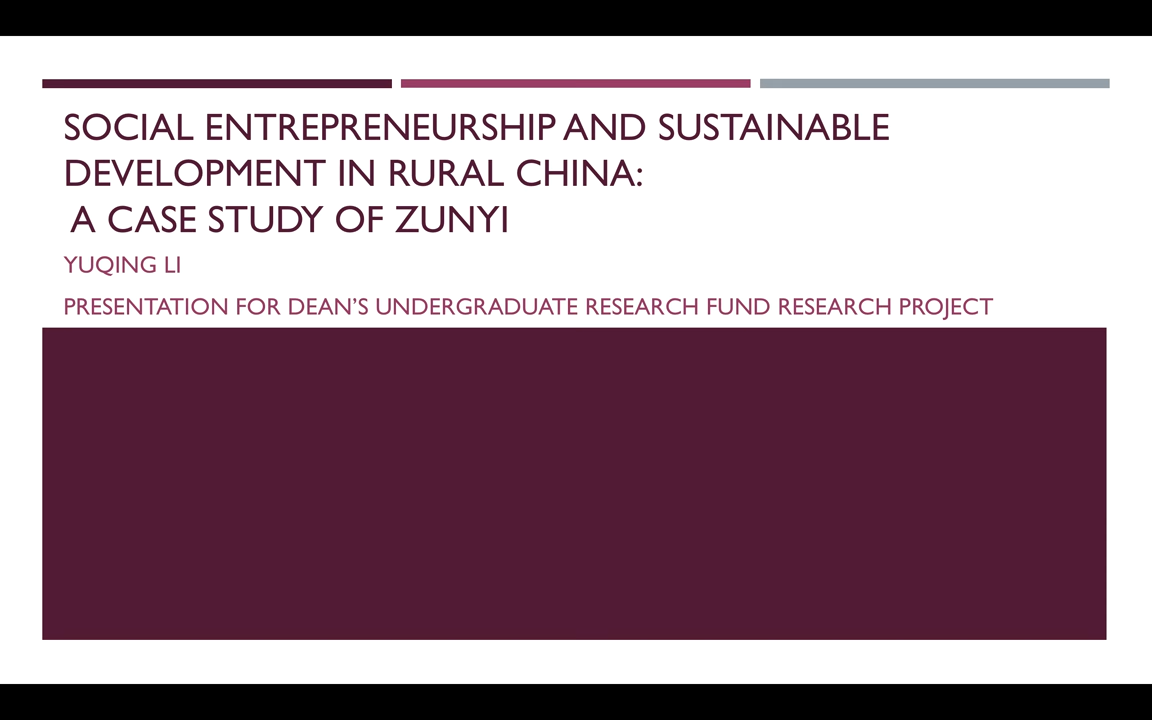 SOCIAL ENTREPRENEURSHIP AND SUSTAINABLE
DEVELOPMENT IN RURAL CHINA:
A CASE STUDY OF ZUNYI
YUQING LI
PRESENTATION FOR DEAN’S UNDERGRADUATE RESEARCH FUND RESEARCH PROJECT